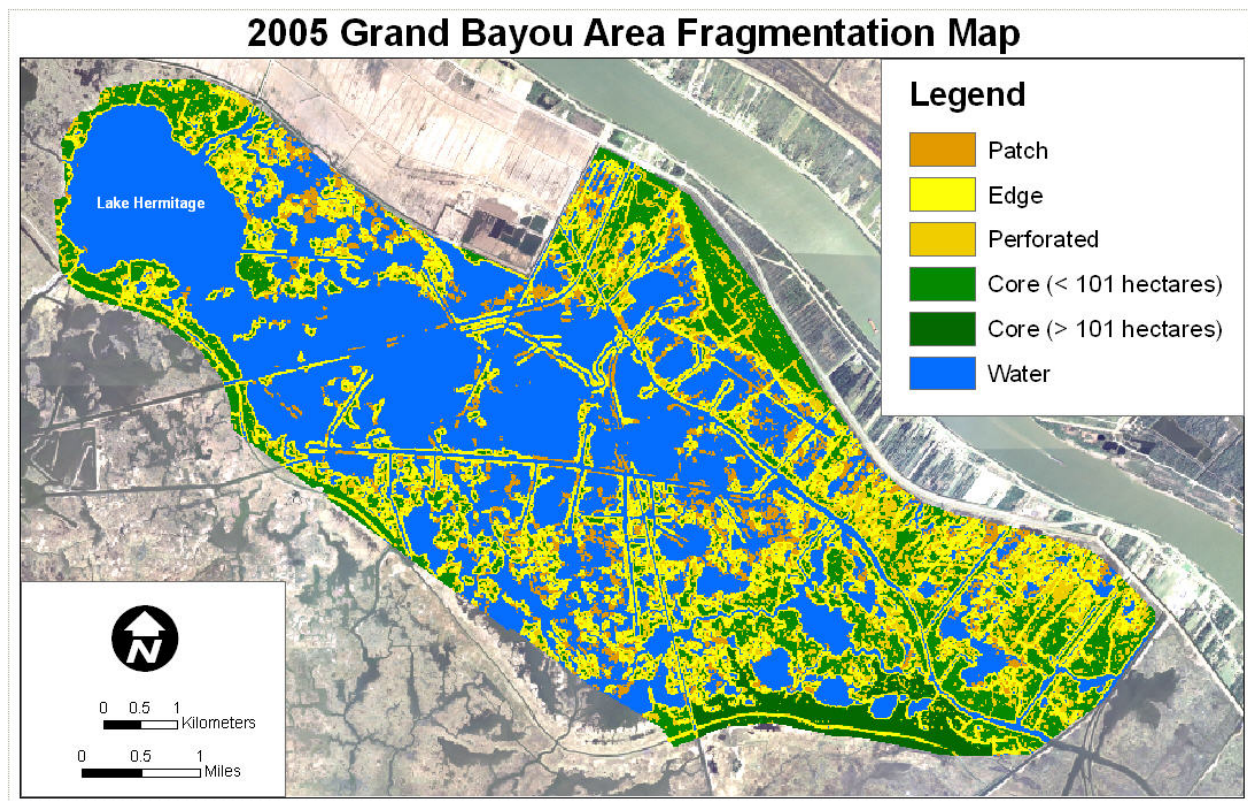 2005 Grand Bayou Area Fragmentation Map
Legend
Patch
Edge
Perforated
Core (< 101 hectares)
Core (> 101 hectares)
Water
Lake Hermitage
N
0 0.5 1
Kilometers
0 0.5 1
Miles